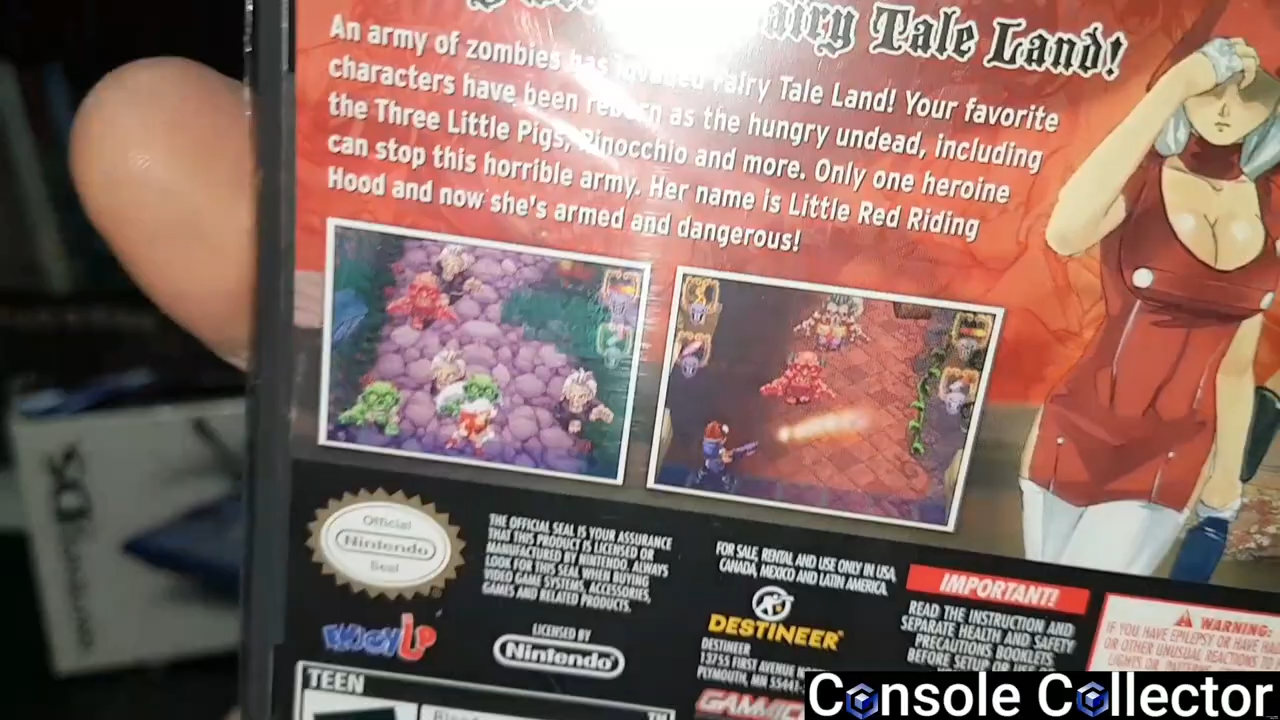 Fairy Tale Land!
An army of zombies has invaded Fairy Tale Land! Your favorite
characters have been reborn as the hungry undead, including
the Three Little Pigs, Pinocchio and more. Only one heroine
can stop this horrible army. Her name is Little Red Riding
Hood and now she's armed and dangerous!
Official
Nintendo
Seal
THE OFFICIAL SEAL IS YOUR ASSURANCE
THAT THIS PRODUCT IS LICENSED OR
MANUFACTURED BY NINTENDO. ALWAYS
LOOK FOR THIS SEAL WHEN BUYING
VIDEO GAME SYSTEMS, ACCESSORIES,
GAMES AND RELATED PRODUCTS.
LICENSED BY
Nintendo
FOR SALE, RENTAL AND USE ONLY IN USA,
CANADA, MEXICO AND LATIN AMERICA.
DESTINEER
DESTINEER
13755 FIRST AVENUE
PLYMOUTH, MN 55441
IMPORTANT!
READ THE INSTRUCTION AND
SEPARATE HEALTH AND SAFETY
PRECAUTIONS BOOKLETS
BEFORE SETUP OR
WARNING:
IF YOU HAVE EPILEPSY OR HAVE
OR OTHER UNUSUAL REACTIONS TO
TEEN
TM
Console Collector